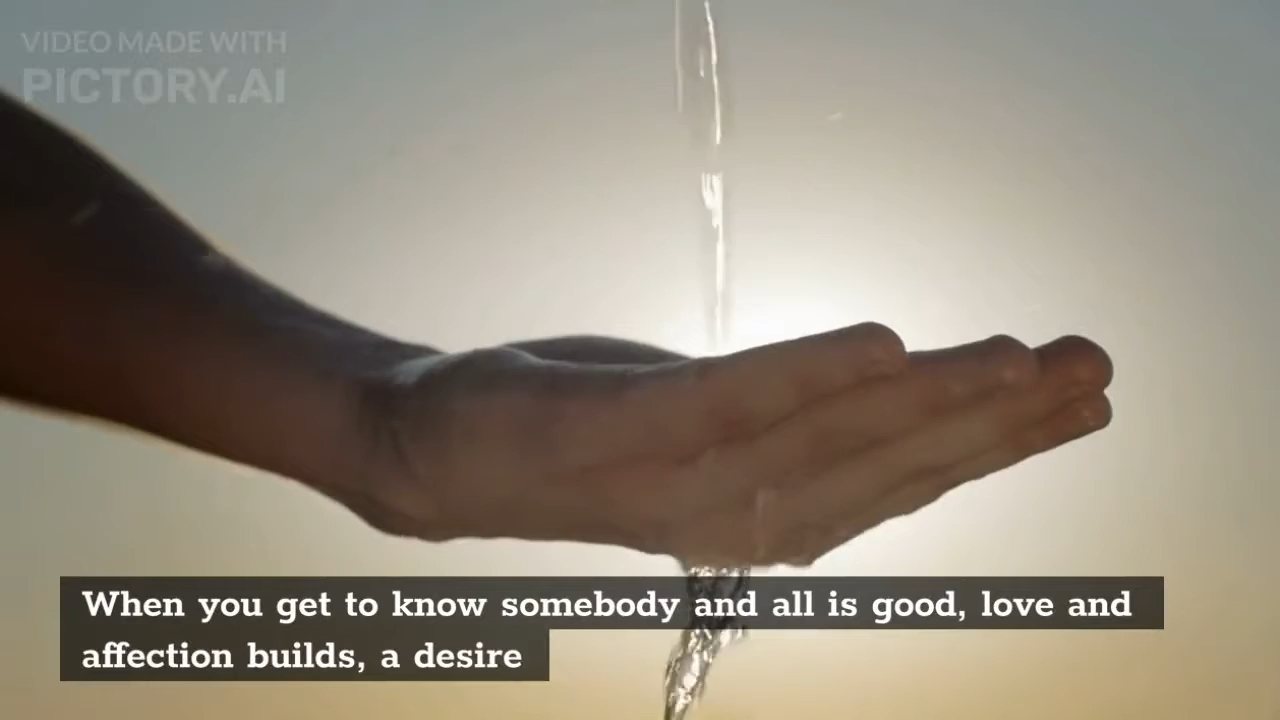 VIDEO MADE WITH
PICTORY.AI
When you get to know somebody and all is good, love and
affection builds, a desire